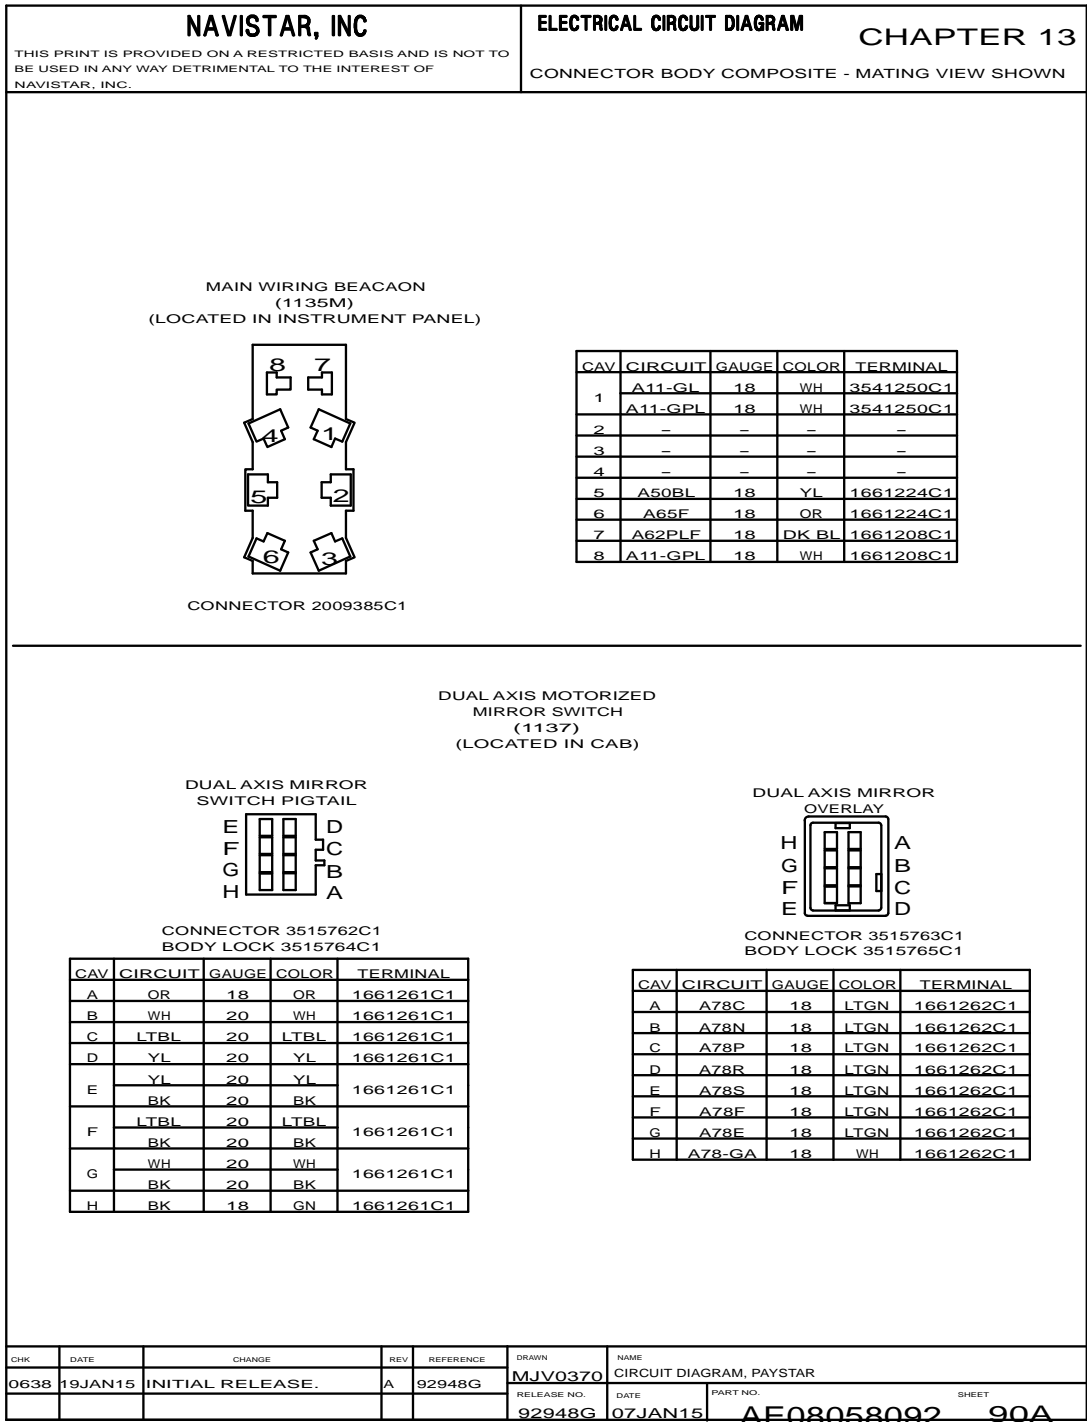 NAVISTAR, INC
THIS PRINT IS PROVIDED ON A RESTRICTED BASIS AND IS NOT TO
BE USED IN ANY WAY DETRIMENTAL TO THE INTEREST OF
NAVISTAR, INC.
ELECTRICAL CIRCUIT DIAGRAM
CHAPTER 13
CONNECTOR BODY COMPOSITE - MATING VIEW SHOWN
MAIN WIRING BEACAON
(1135M)
(LOCATED IN INSTRUMENT PANEL)
8 7
4 1
5 2
6 3
CONNECTOR 2009385C1
CAV CIRCUIT GAUGE COLOR TERMINAL
1 A11-GL 18 WH 3541250C1
A11-GPL 18 WH 3541250C1
2 – – – –
3 – – – –
4 – – – –
5 A50BL 18 YL 1661224C1
6 A65F 18 OR 1661224C1
7 A62PLF 18 DK BL 1661208C1
8 A11-GPL 18 WH 1661208C1
DUAL AXIS MOTORIZED
MIRROR SWITCH
(1137)
(LOCATED IN CAB)
DUAL AXIS MIRROR
SWITCH PIGTAIL
E D
F C
G B
H A
CONNECTOR 3515762C1
BODY LOCK 3515764C1
CAV CIRCUIT GAUGE COLOR TERMINAL
A OR 18 OR 1661261C1
B WH 20 WH 1661261C1
C LTBL 20 LTBL 1661261C1
D YL 20 YL 1661261C1
E YL 20 YL 1661261C1
BK 20 BK
F LTBL 20 LTBL 1661261C1
BK 20 BK
G WH 20 WH 1661261C1
BK 20 BK
H BK 18 GN 1661261C1
DUAL AXIS MIRROR
OVERLAY
H A
G B
F C
E D
CONNECTOR 3515763C1
BODY LOCK 3515765C1
CAV CIRCUIT GAUGE COLOR TERMINAL
A A78C 18 LTGN 1661262C1
B A78N 18 LTGN 1661262C1
C A78P 18 LTGN 1661262C1
D A78R 18 LTGN 1661262C1
E A78S 18 LTGN 1661262C1
F A78F 18 LTGN 1661262C1
G A78E 18 LTGN 1661262C1
H A78-GA 18 WH 1661262C1
CHK DATE CHANGE REV REFERENCE
0638 19JAN15 INITIAL RELEASE. A 92948G
DRAWN
MJV0370
NAME
CIRCUIT DIAGRAM, PAYSTAR
RELEASE NO.
92948G
DATE
07JAN15
PART NO.
AF08058092
SHEET
90A